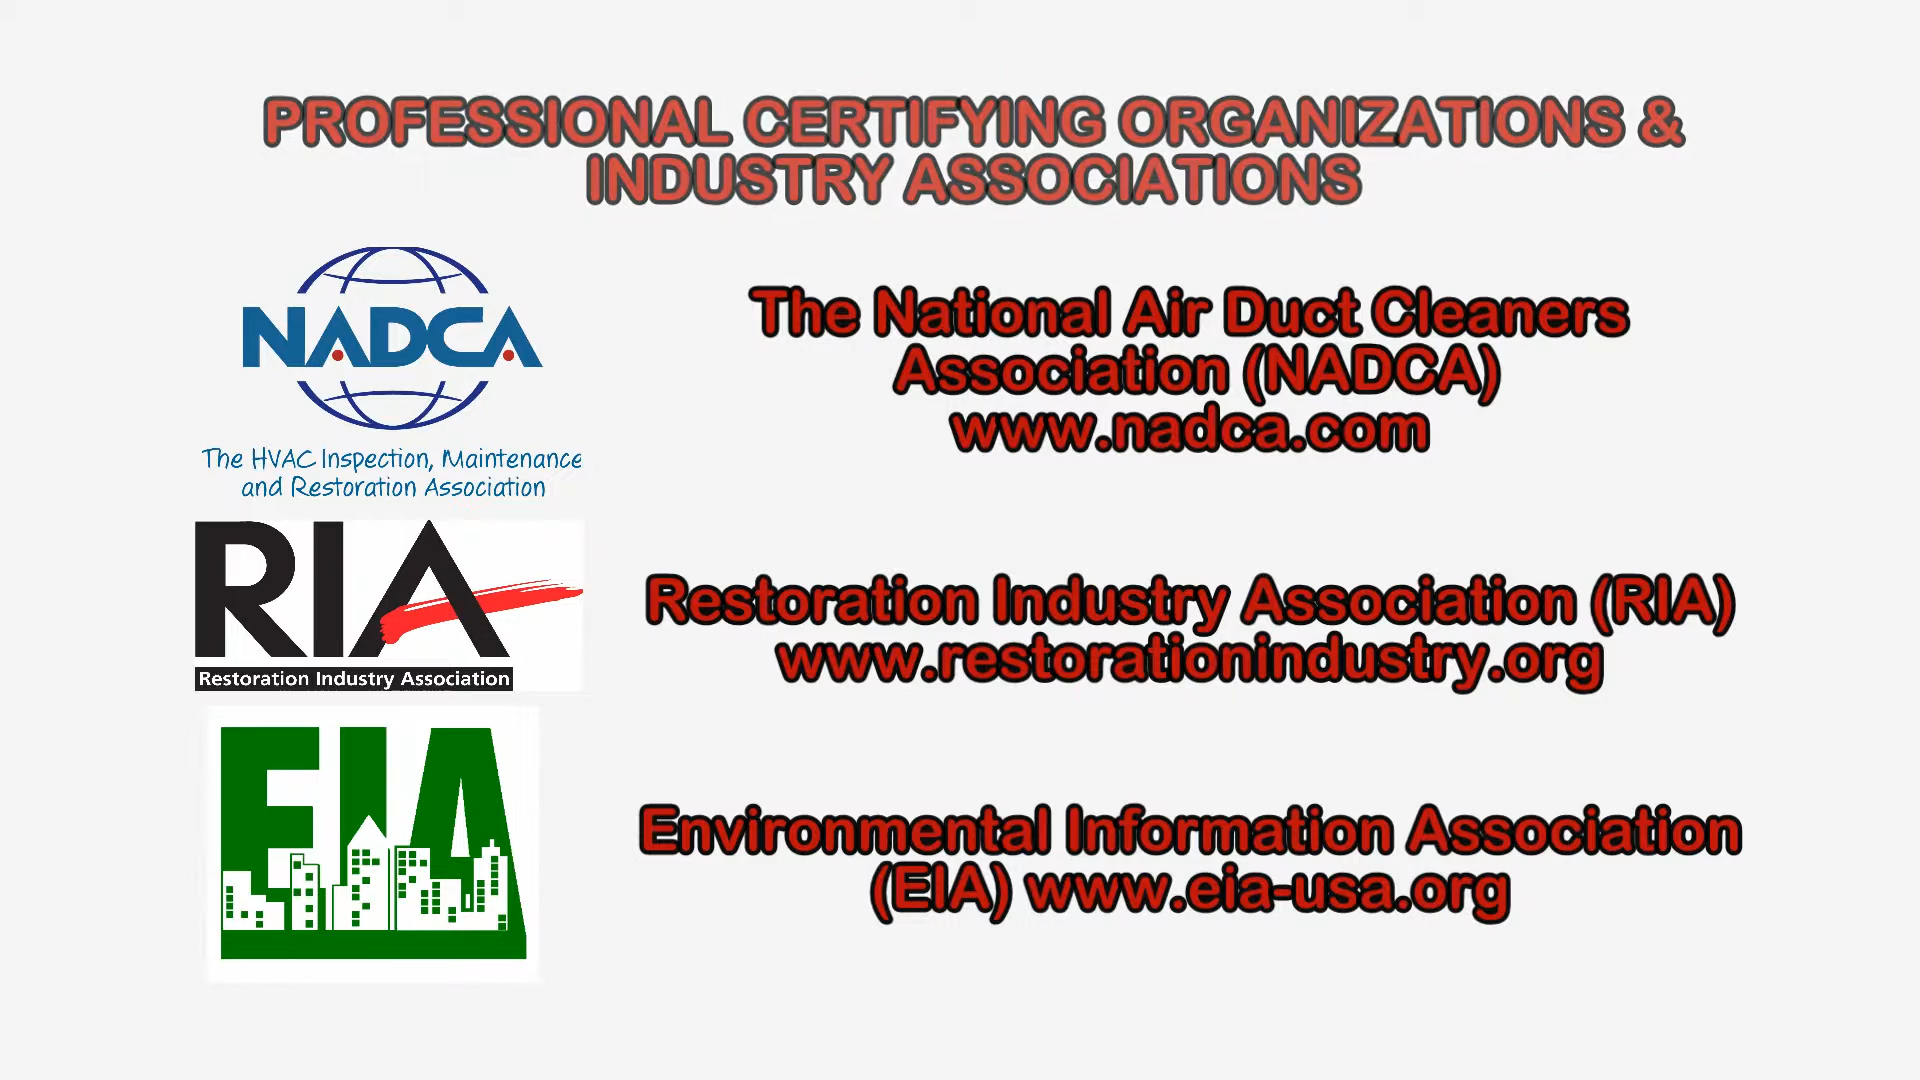 PROFESSIONAL CERTIFYING ORGANIZATIONS &
INDUSTRY ASSOCIATIONS
NADCA
The HVAC Inspection, Maintenance
and Restoration Association
The National Air Duct Cleaners
Association (NADCA)
www.nadca.com
RIA
Restoration Industry Association
Restoration Industry Association (RIA)
www.restorationindustry.org
EIA
Environmental Information Association
(EIA) www.eia-usa.org